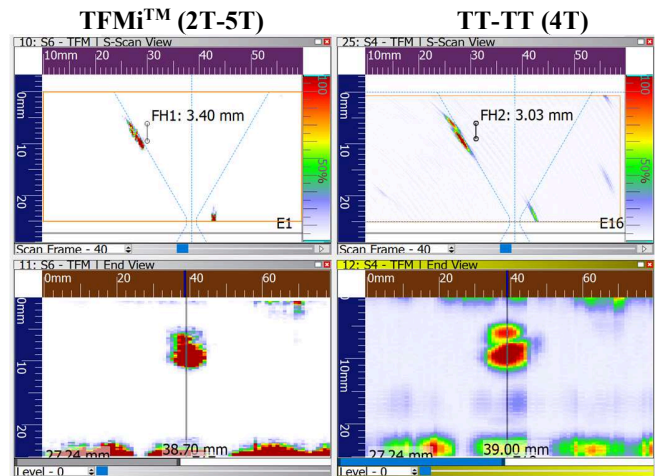 TFMi™ (2T-5T) TT-TT (4T)
10: S6 - TFM | S-Scan View 25: S4 - TFM | S-Scan View
10mm 20 30 40 50 10mm 20 30 40 50
0mm 10 20 0mm 10 20
100 50% 100 50%
FH1: 3.40 mm FH2: 3.03 mm
E1 E16
Scan Frame - 40 Scan Frame - 40
11: S6 - TFM | End View 12: S4 - TFM | End View
0mm 20 40 60 0mm 20 40 60
0mm 10 20 0mm 10 20
27.24 mm 38.70 mm 27.24 mm 39.00 mm
Level - 0 Level - 0